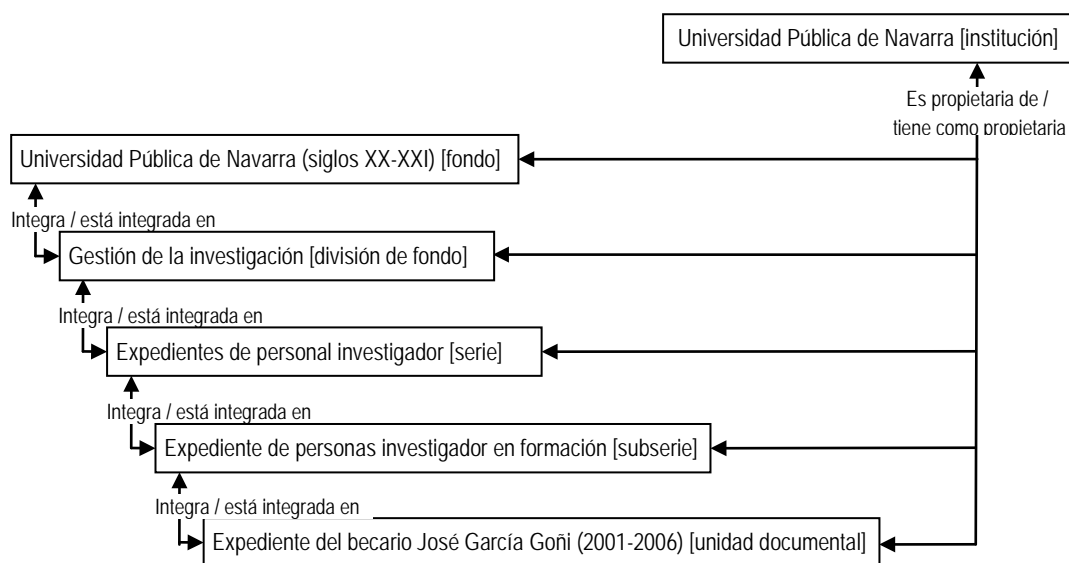 Universidad Pública de Navarra [institución]
Es propietaria de /
tiene como propietaria
Universidad Pública de Navarra (siglos XX-XXI) [fondo]
Integra / está integrada en
Gestión de la investigación [división de fondo]
Integra / está integrada en
Expedientes de personal investigador [serie]
Integra / está integrada en
Expediente de personas investigador en formación [subserie]
Integra / está integrada en
Expediente del becario José García Goñi (2001-2006) [unidad documental]